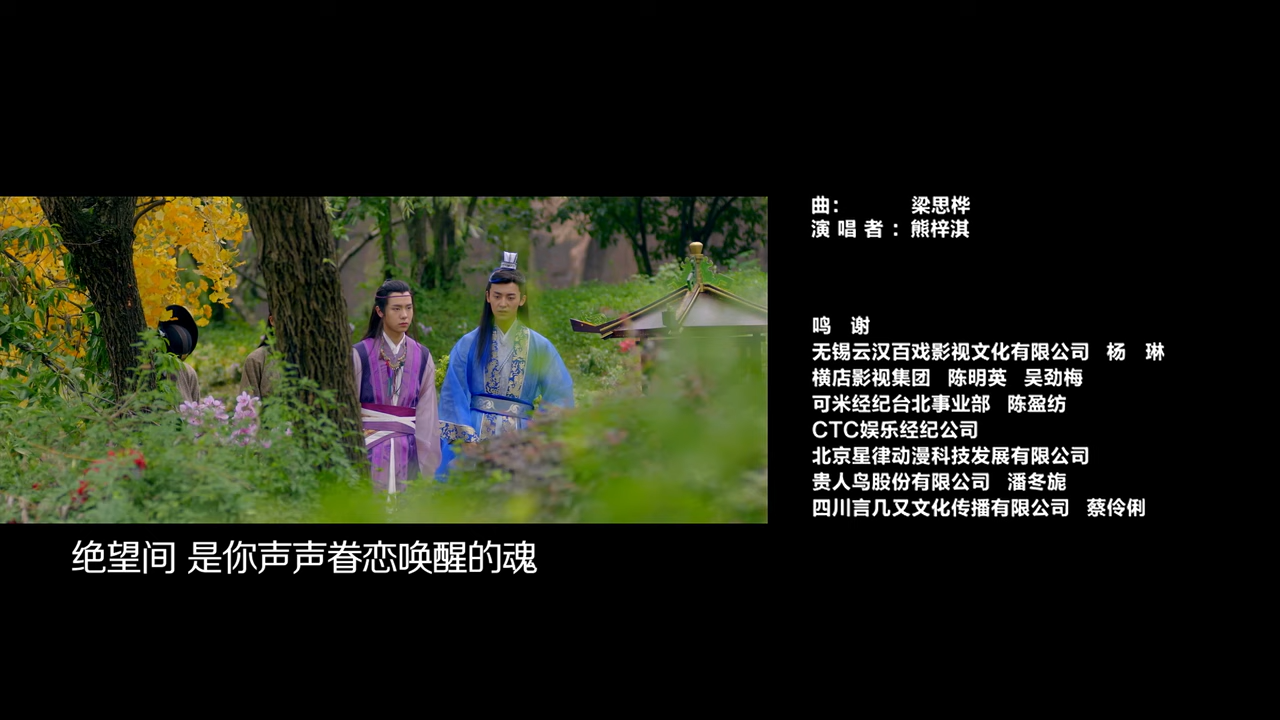 曲： 梁思桦
演 唱 者 ： 熊梓淇
鸣 谢
无锡云汉百戏影视文化有限公司 杨 琳
横店影视集团 陈明英 吴劲梅
可米经纪台北事业部 陈盈纺
CTC娱乐经纪公司
北京星律动漫科技发展有限公司
贵人鸟股份有限公司 潘冬旎
四川言几又文化传播有限公司 蔡伶俐
绝望间 是你声声眷恋唤醒的魂